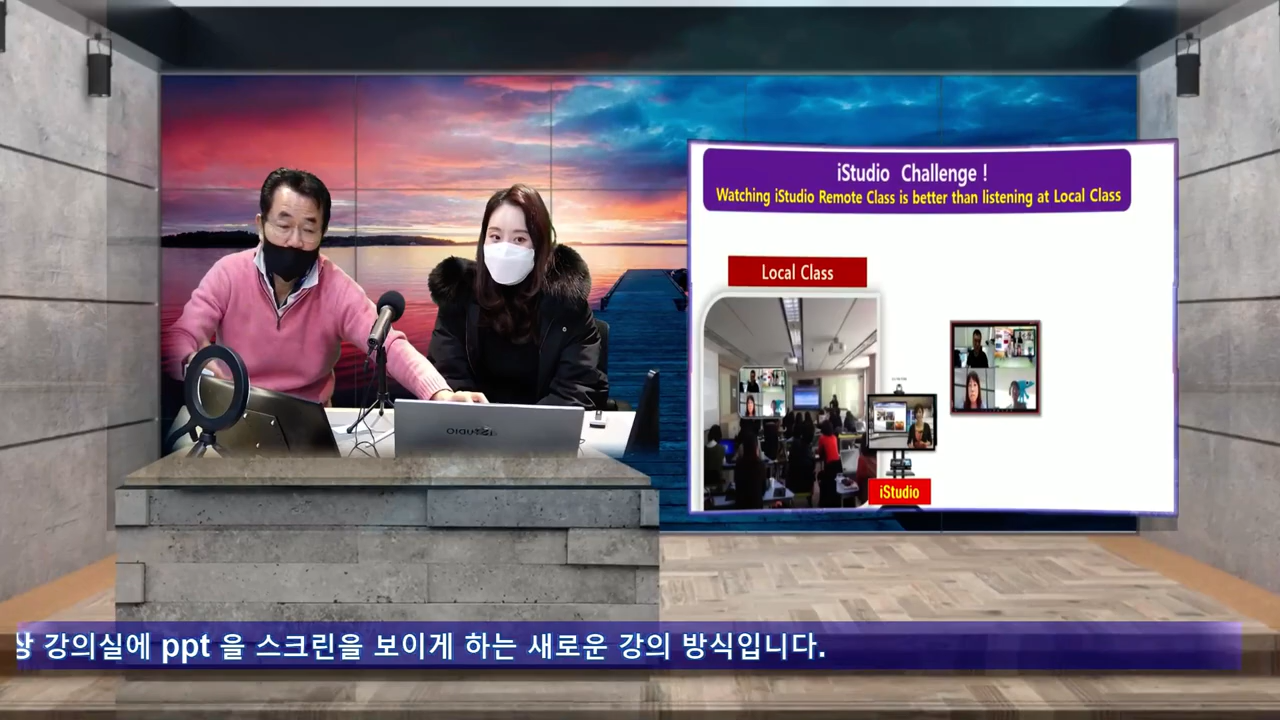 iStudio Challenge !
Watching iStudio Remote Class is better than listening at Local Class
Local Class
iStudio
강의실에 ppt 을 스크린을 보이게 하는 새로운 강의 방식입니다.